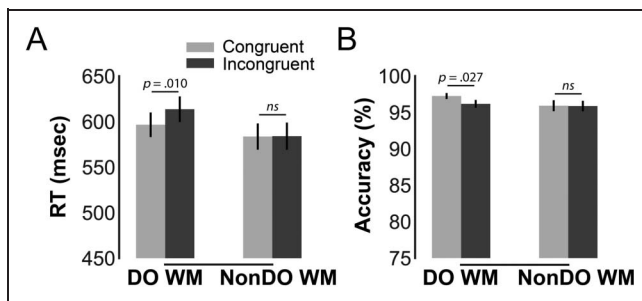 A
Congruent
Incongruent
B
650
600
550
500
450
RT (msec)
p = .010
ns
DO WM
NonDO WM
100
95
90
85
80
75
Accuracy (%)
p = .027
ns
DO WM
NonDO WM